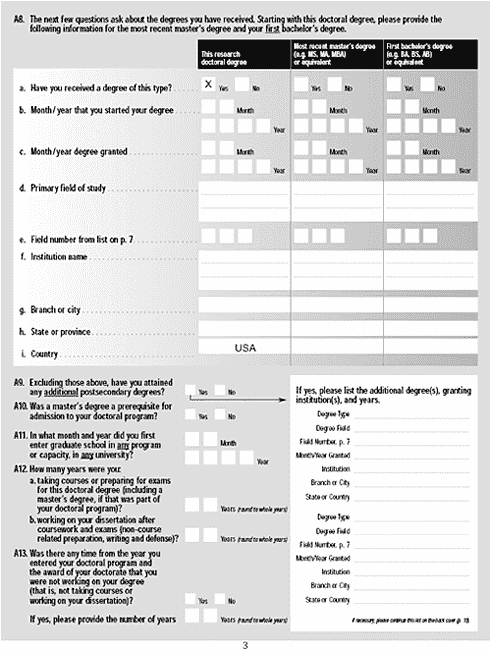 A8. The next few questions ask about the degrees you have received. Starting with this doctoral degree, please provide the
following information for the most recent master's degree and your first bachelor's degree.
This research
doctoral degree
Most recent master's degree
(e.g. MS, MA, MBA)
or equivalent
First bachelor's degree
(e.g. BA, BS, AB)
or equivalent
a. Have you received a degree of this type? X Yes No Yes No Yes No
b. Month/year that you started your degree Month Month Month
Year Year Year
c. Month/year degree granted Month Month Month
Year Year Year
d. Primary field of study
e. Field number from list on p. 7
f. Institution name
g. Branch or city
h. State or province
i. Country USA
A9. Excluding those above, have you attained
any additional postsecondary degrees? Yes No
A10. Was a master's degree a prerequisite for
admission to your doctoral program? Yes No
A11. In what month and year did you first
enter graduate school in any program
or capacity, in any university?
Month
Year
A12. How many years were you:
a. taking courses or preparing for exams
for this doctoral degree (including a
master's degree, if that was part of
your doctoral program)? Years (round to whole years)
b. working on your dissertation after
coursework and exams (non-course
related preparation, writing and defense)? Years (round to whole years)
A13. Was there any time from the year you
entered your doctoral program and
the award of your doctorate that you
were not working on your degree
(that is, not taking courses or
working on your dissertation)? Yes No
If yes, please provide the number of years Years (round to whole years)
If yes, please list the additional degree(s), granting
institution(s), and years.
Degree Type
Degree Field
Field Number, p. 7
Month/Year Granted
Institution
Branch or City
State or Country
Degree Type
Degree Field
Field Number, p. 7
Month/Year Granted
Institution
Branch or City
State or Country
If necessary, please continue this list on the back cover (p.
3